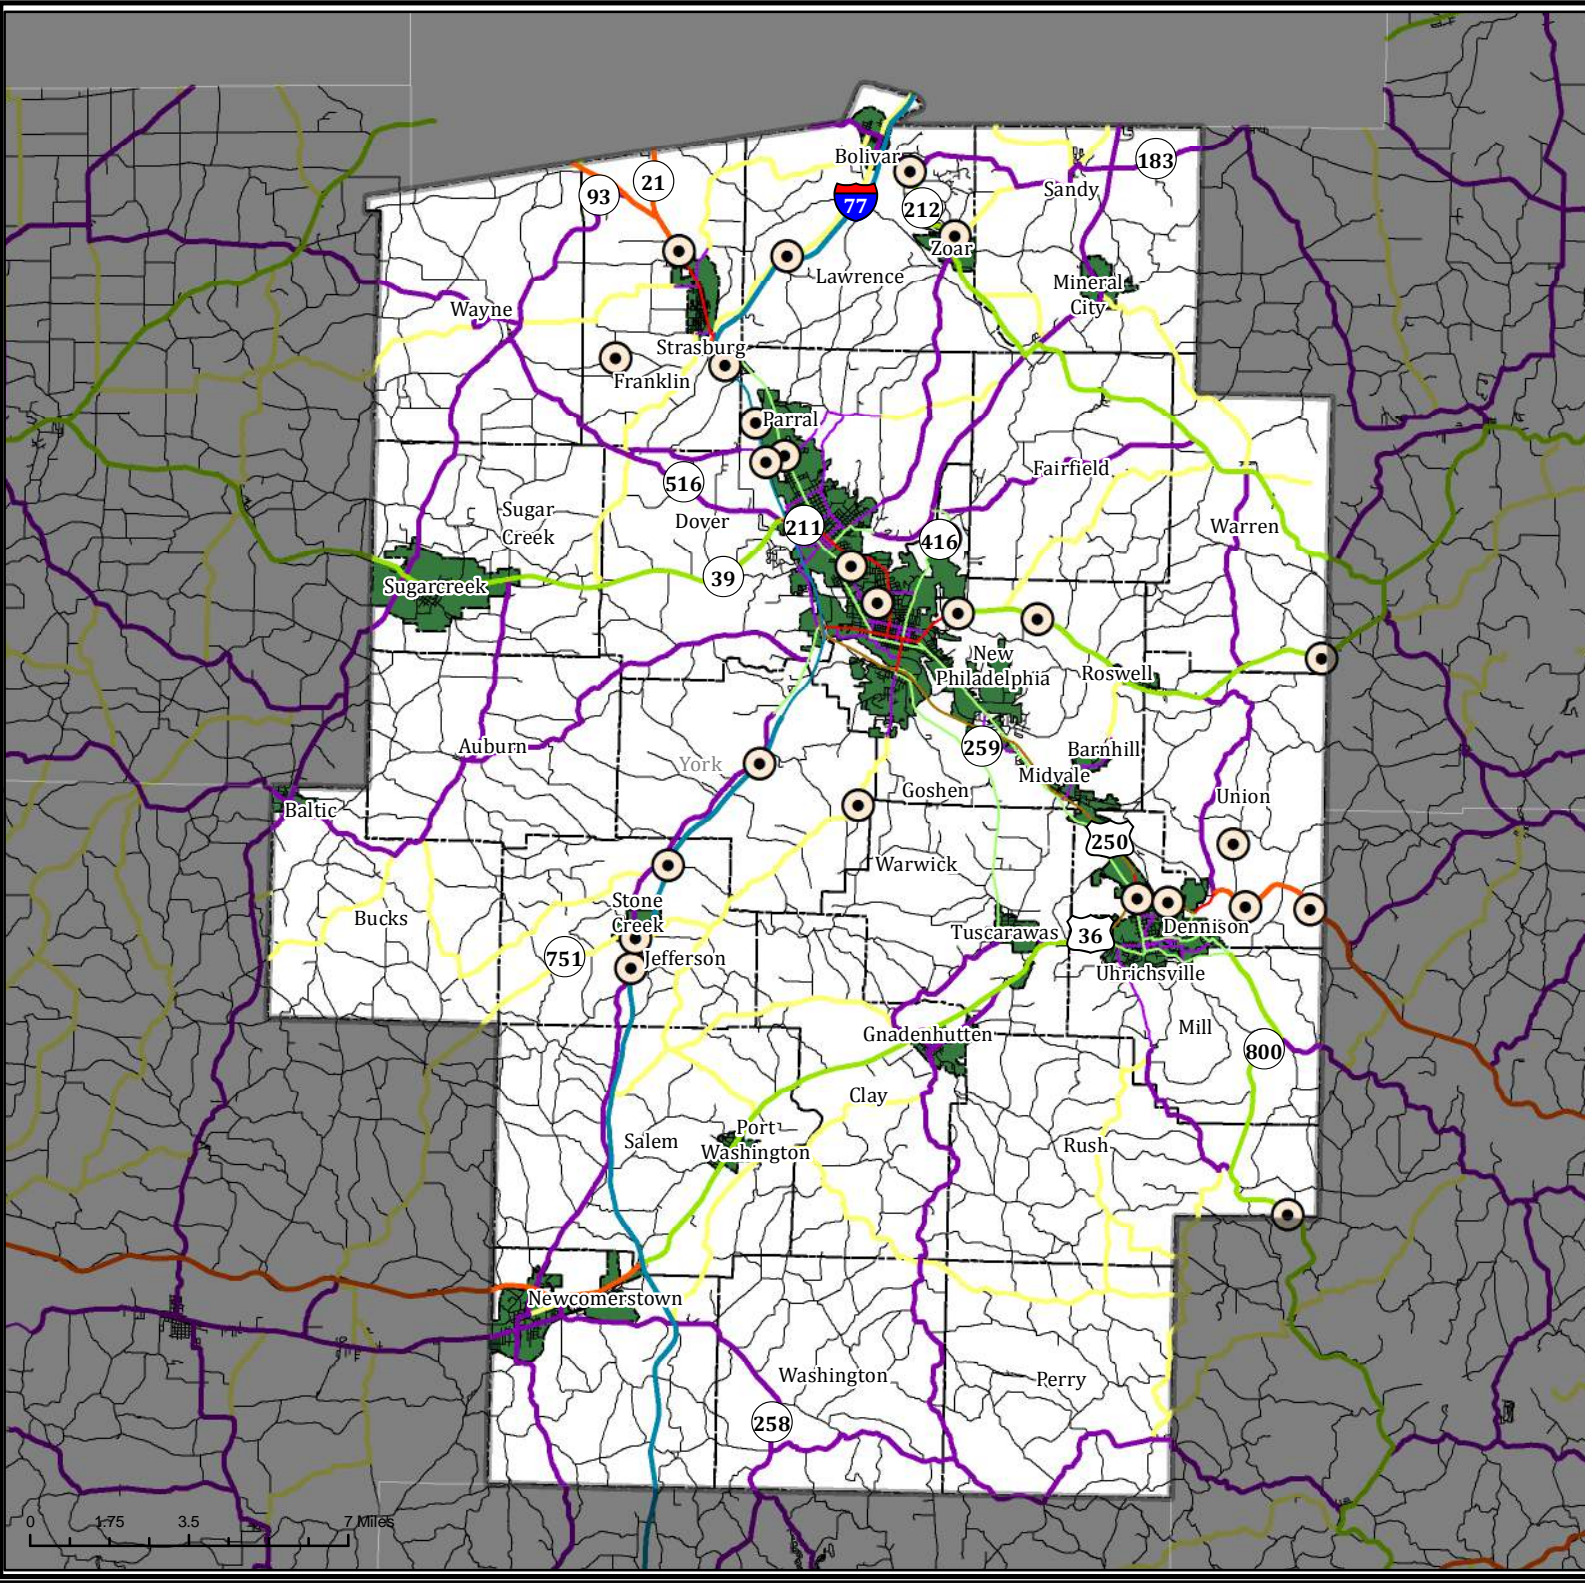 Bolivar
183
21
93
Sandy
77
212
Zoar
Lawrence
Mineral
City
Wayne
Strasburg
Franklin
Parral
Fairfield
516
Sugar
Creek
Dover
211
416
Warren
39
Sugarcreek
New
Philadelphia
Roswell
Auburn
259
Barnhill
York
Midvale
Goshen
Union
Baltic
250
Warwick
Stone
Creek
Bucks
Tuscarawas
36
Dennison
751
Jefferson
Uhrichsville
Mill
Gnadenhutten
800
Clay
Port
Washington
Salem
Rush
Newcomerstown
Washington
Perry
258
0 1.75 3.5 7 Miles